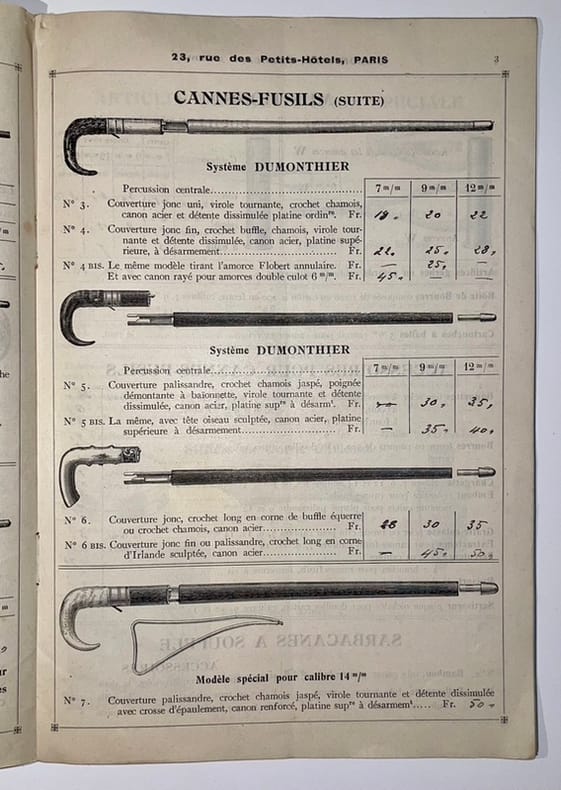 23, rue des Petits-Hôtels, PARIS
3
CANNES-FUSILS (SUITE)
Système DUMONTHIER
Percussion centrale
7 m/m 9 m/m 12 m/m
N° 3. Couverture jonc uni, virole tournante, crochet chamois,
canon acier et détente dissimulée platine ordinre. Fr. 18, 20 22
N° 4. Couverture jonc fin, crochet buffle, chamois, virole tour-
nante et détente dissimulée, canon acier, platine supé-
rieure, à désarmement. Fr. 22, 25, 28,
N° 4 BIS. Le même modèle tirant l'amorce Flobert annulaire. Fr. — 25, —
Et avec canon rayé pour amorces double culot 6 m/m. Fr. 45, — —
Système DUMONTHIER
Percussion centrale
7 m/m 9 m/m 12 m/m
N° 5. Couverture palissandre, crochet chamois jaspé, poignée
démontante à baïonnette, virole tournante et détente
dissimulée, canon acier, platine supre à désarmt. Fr. 30, 35,
N° 5 BIS. La même, avec tête oiseau sculptée, canon acier, platine
supérieure à désarmement. Fr. — 35, 40,
N° 6. Couverture jonc, crochet long en corne de buffle équerre
ou crochet chamois, canon acier. Fr. 30 35
N° 6 BIS. Couverture jonc fin ou palissandre, crochet long en corne
d'Irlande sculptée, canon acier. Fr. — 45, 50,
Modèle spécial pour calibre 14 m/m
N° 7. Couverture palissandre, crochet chamois jaspé, virole tournante et détente dissimulée
avec crosse d'épaulement, canon renforcé, platine supre à désarmemt. Fr. 50,